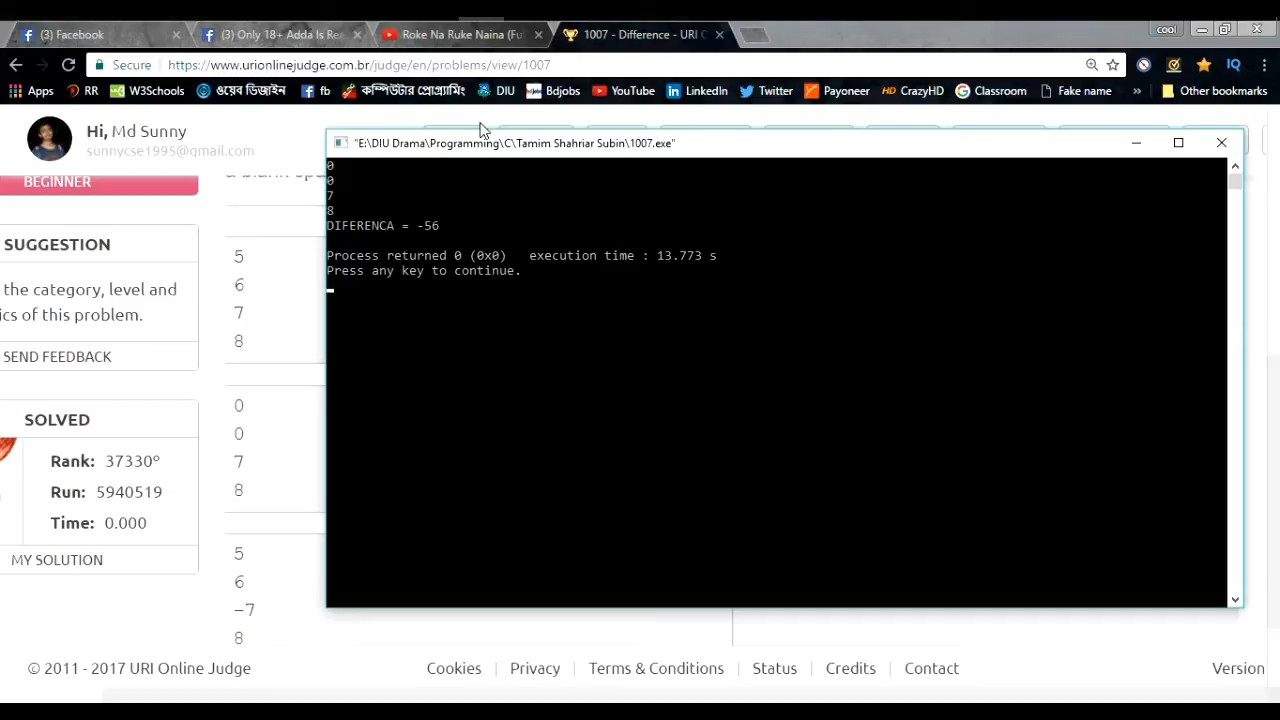 (3) Facebook
(3) Only 18+ Adda Is Rea
Roke Na Ruke Naina (Fu
1007 - Difference - URI C
cool
Secure
https://www.urionlinejudge.com.br/judge/en/problems/view/1007
Apps
RR
W3Schools
ওয়েব ডিজাইন
fb
কম্পিউটার প্রোগ্রামিং
DIU
Bdjobs
YouTube
LinkedIn
Twitter
Payoneer
HD CrazyHD
Classroom
Fake name
»
Other bookmarks
Hi, Md Sunny
sunnycse1995@gmail.com
BEGINNER
SUGGESTION
the category, level and
ics of this problem.
SEND FEEDBACK
SOLVED
Rank: 37330º
Run: 5940519
Time: 0.000
MY SOLUTION
5
6
7
8
0
0
7
8
5
6
-7
8
"E:\DIU Drama\Programming\C\Tamim Shahriar Subin\1007.exe"
0
0
7
8
DIFERENCA = -56
Process returned 0 (0x0)   execution time : 13.773 s
Press any key to continue.
© 2011 - 2017 URI Online Judge
Cookies
Privacy
Terms & Conditions
Status
Credits
Contact
Version